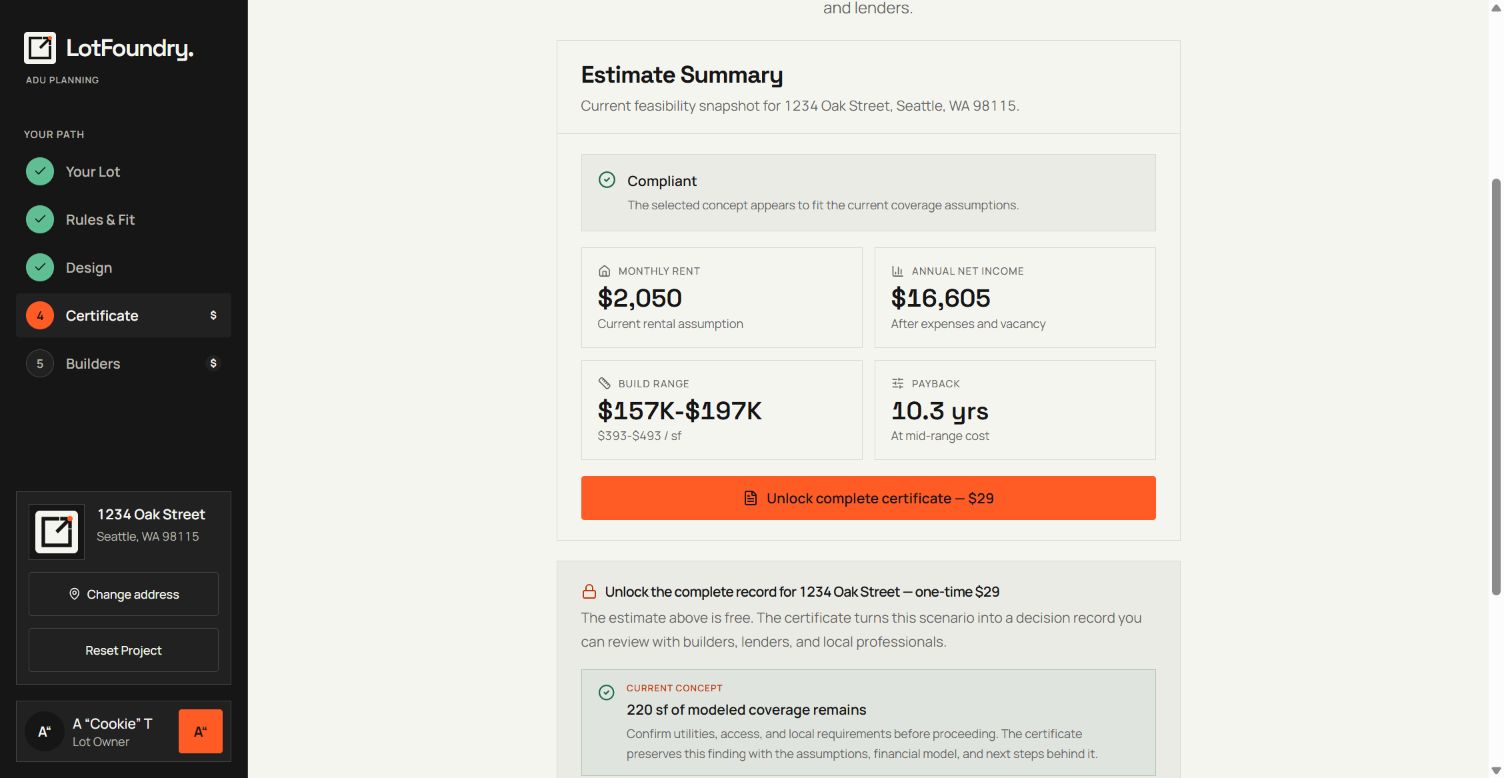 LotFoundry.
ADU PLANNING
YOUR PATH
Your Lot
Rules & Fit
Design
4 Certificate $
5 Builders $
1234 Oak Street
Seattle, WA 98115
Change address
Reset Project
A“ A “Cookie” T A“
Lot Owner
and lenders.
Estimate Summary
Current feasibility snapshot for 1234 Oak Street, Seattle, WA 98115.
Compliant
The selected concept appears to fit the current coverage assumptions.
MONTHLY RENT
$2,050
Current rental assumption
ANNUAL NET INCOME
$16,605
After expenses and vacancy
BUILD RANGE
$157K-$197K
$393-$493 / sf
PAYBACK
10.3 yrs
At mid-range cost
Unlock complete certificate — $29
Unlock the complete record for 1234 Oak Street — one-time $29
The estimate above is free. The certificate turns this scenario into a decision record you
can review with builders, lenders, and local professionals.
CURRENT CONCEPT
220 sf of modeled coverage remains
Confirm utilities, access, and local requirements before proceeding. The certificate
preserves this finding with the assumptions, financial model, and next steps behind it.